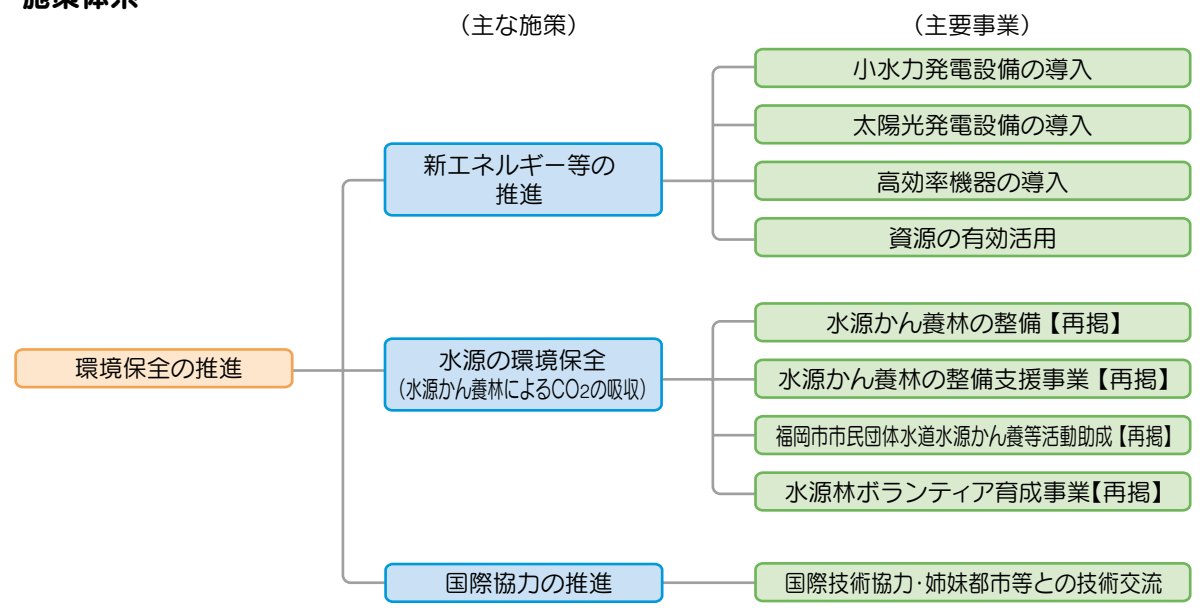 施策体系
(主な施策)
(主要事業)
環境保全の推進
新エネルギー等の
推進
小水力発電設備の導入
太陽光発電設備の導入
高効率機器の導入
資源の有効活用
水源の環境保全
(水源かん養林によるCO2の吸収)
水源かん養林の整備【再掲】
水源かん養林の整備支援事業【再掲】
福岡市市民団体水道水源かん養等活動助成【再掲】
水源林ボランティア育成事業【再掲】
国際協力の推進
国際技術協力・姉妹都市等との技術交流